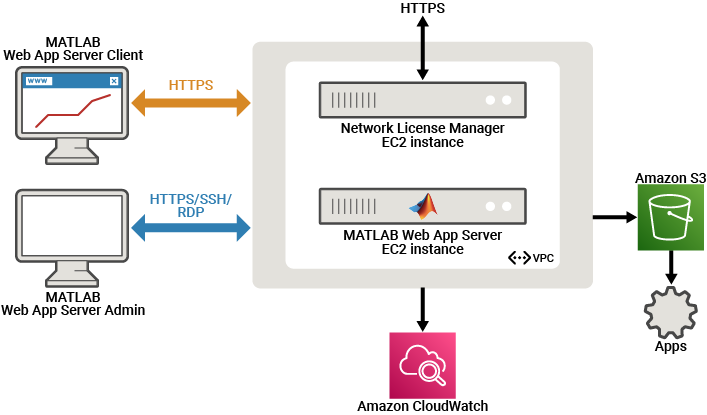 HTTPS
MATLAB
Web App Server Client
WWW
HTTPS
Network License Manager
EC2 instance
HTTPS/SSH/
RDP
MATLAB Web App Server
EC2 instance
VPC
Amazon S3
MATLAB
Web App Server Admin
Apps
Amazon CloudWatch